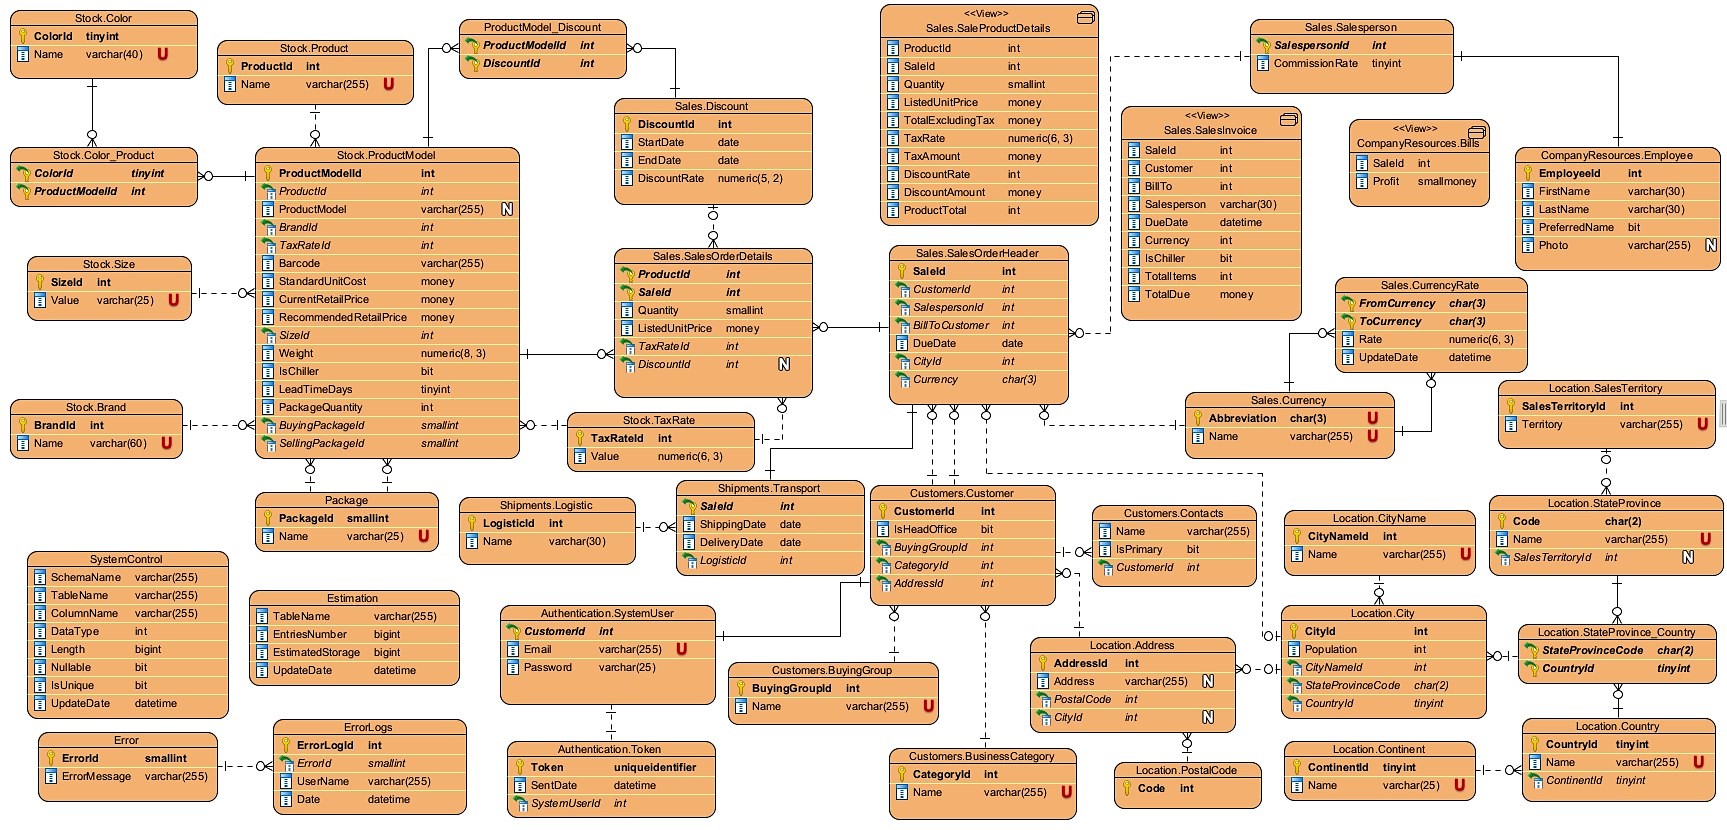 Stock.Color
ColorId tinyint
Name varchar(40) U
Stock.Product
ProductId int
Name varchar(255) U
ProductModel_Discount
ProductModelId int
DiscountId int
<<View>>
Sales.SaleProductDetails
ProductId int
SaleId int
Quantity smallint
ListedUnitPrice money
TotalExcludingTax money
TaxRate numeric(6, 3)
TaxAmount money
DiscountRate int
DiscountAmount money
ProductTotal int
Sales.Salesperson
SalespersonId int
CommissionRate tinyint
Sales.Discount
DiscountId int
StartDate date
EndDate date
DiscountRate numeric(5, 2)
<<View>>
Sales.SalesInvoice
SaleId int
Customer int
BillTo int
Salesperson varchar(30)
DueDate datetime
Currency int
IsChiller bit
TotalItems int
TotalDue money
<<View>>
CompanyResources.Bills
SaleId int
Profit smallmoney
CompanyResources.Employee
EmployeeId int
FirstName varchar(30)
LastName varchar(30)
PreferredName bit
Photo varchar(255) N
Stock.Color_Product
ColorId tinyint
ProductModelId int
Stock.ProductModel
ProductModelId int
ProductId int
ProductModel varchar(255) N
BrandId int
TaxRateId int
Barcode varchar(255)
StandardUnitCost money
CurrentRetailPrice money
RecommendedRetailPrice money
SizeId int
Weight numeric(8, 3)
IsChiller bit
LeadTimeDays tinyint
PackageQuantity int
BuyingPackageId smallint
SellingPackageId smallint
Stock.Size
SizeId int
Value varchar(25) U
Sales.SalesOrderDetails
ProductId int
SaleId int
Quantity smallint
ListedUnitPrice money
TaxRateId int
DiscountId int N
Sales.SalesOrderHeader
SaleId int
CustomerId int
SalespersonId int
BillToCustomer int
DueDate date
CityId int
Currency char(3)
Sales.CurrencyRate
FromCurrency char(3)
ToCurrency char(3)
Rate numeric(6, 3)
UpdateDate datetime
Stock.Brand
BrandId int
Name varchar(60) U
Stock.TaxRate
TaxRateId int
Value numeric(6, 3)
Sales.Currency
Abbreviation char(3) U
Name varchar(255) U
Location.SalesTerritory
SalesTerritoryId int
Territory varchar(255) U
Package
PackageId smallint
Name varchar(25) U
Shipments.Logistic
LogisticId int
Name varchar(30)
Shipments.Transport
SaleId int
ShippingDate date
DeliveryDate date
LogisticId int
Customers.Customer
CustomerId int
IsHeadOffice bit
BuyingGroupId int
CategoryId int
AddressId int
Customers.Contacts
Name varchar(255)
IsPrimary bit
CustomerId int
Location.CityName
CityNameId int
Name varchar(255) U
Location.StateProvince
Code char(2)
Name varchar(255) U
SalesTerritoryId int N
SystemControl
SchemaName varchar(255)
TableName varchar(255)
ColumnName varchar(255)
DataType int
Length bigint
Nullable bit
IsUnique bit
UpdateDate datetime
Estimation
TableName varchar(255)
EntriesNumber bigint
EstimatedStorage bigint
UpdateDate datetime
Authentication.SystemUser
CustomerId int
Email varchar(255) U
Password varchar(25)
Customers.BuyingGroup
BuyingGroupId int
Name varchar(255) U
Location.Address
AddressId int
Address varchar(255) N
PostalCode int
CityId int N
Location.City
CityId int
Population int
CityNameId int
StateProvinceCode char(2)
CountryId tinyint
Location.StateProvince_Country
StateProvinceCode char(2)
CountryId tinyint
Error
ErrorId smallint
ErrorMessage varchar(255)
ErrorLogs
ErrorLogId int
ErrorId smallint
UserName varchar(255)
Date datetime
Authentication.Token
Token uniqueidentifier
SentDate datetime
SystemUserId int
Customers.BusinessCategory
CategoryId int
Name varchar(255) U
Location.PostalCode
Code int
Location.Continent
ContinentId tinyint
Name varchar(25) U
Location.Country
CountryId tinyint
Name varchar(255) U
ContinentId tinyint